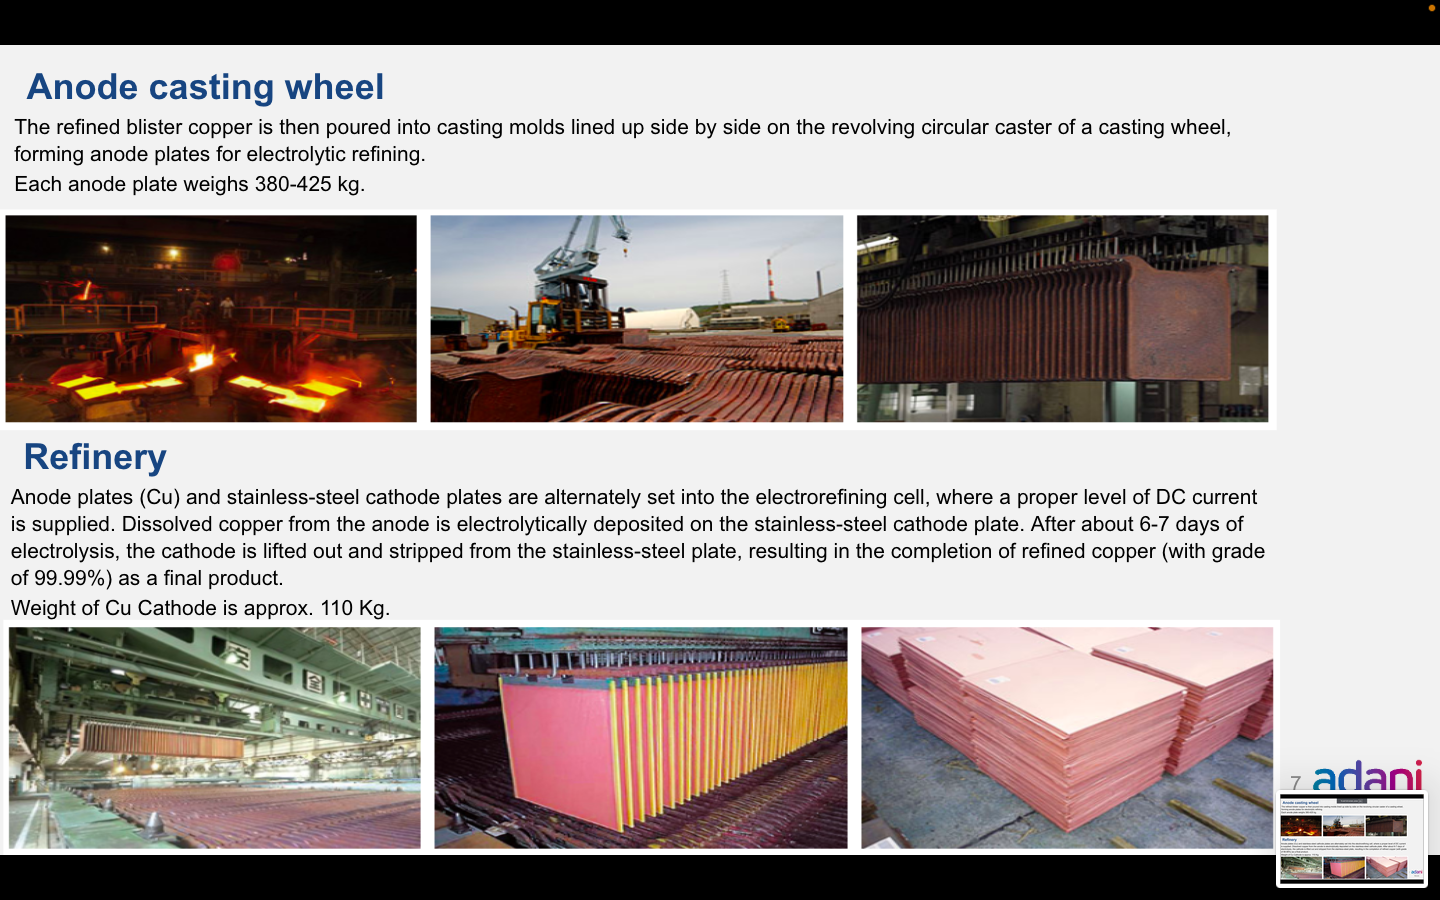 Anode casting wheel
The refined blister copper is then poured into casting molds lined up side by side on the revolving circular caster of a casting wheel,
forming anode plates for electrolytic refining.
Each anode plate weighs 380-425 kg.
Refinery
Anode plates (Cu) and stainless-steel cathode plates are alternately set into the electrorefining cell, where a proper level of DC current
is supplied. Dissolved copper from the anode is electrolytically deposited on the stainless-steel cathode plate. After about 6-7 days of
electrolysis, the cathode is lifted out and stripped from the stainless-steel plate, resulting in the completion of refined copper (with grade
of 99.99%) as a final product.
Weight of Cu Cathode is approx. 110 Kg.
安
全
7
adani